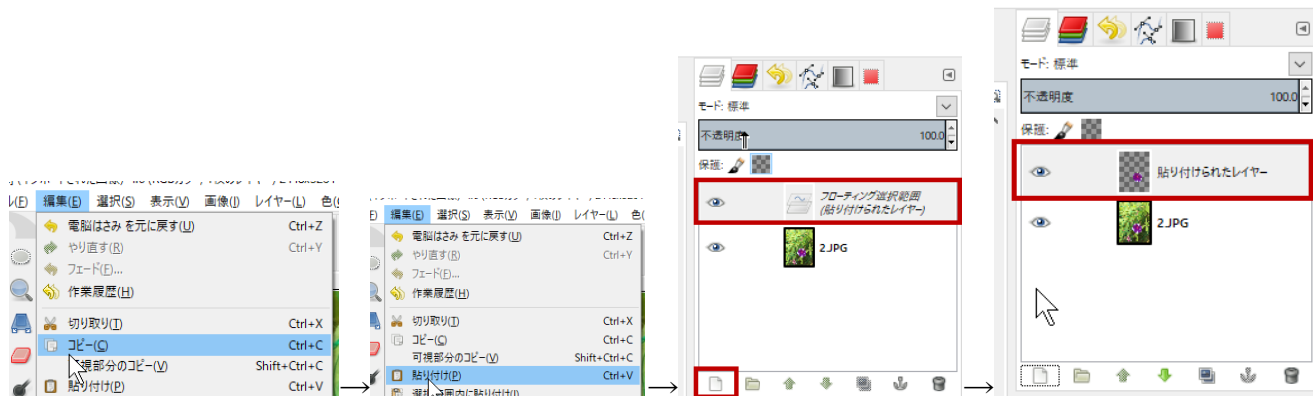 編集(E) 選択(S) 表示(V) 画像(I) レイヤー(L)
電脳はさみ を元に戻す(U) Ctrl+Z
やり直す(R) Ctrl+Y
フェード(F)...
作業履歴(H)
切り取り(T) Ctrl+X
コピー(C) Ctrl+C
可視部分のコピー(V) Shift+Ctrl+C
貼り付け(P) Ctrl+V
→
編集(E) 選択(S) 表示(V) 画像(I) レイヤー(L) 色(
電脳はさみ を元に戻す(U) Ctrl+Z
やり直す(R) Ctrl+Y
フェード(F)...
作業履歴(H)
切り取り(T) Ctrl+X
コピー(C) Ctrl+C
可視部分のコピー(V) Shift+Ctrl+C
貼り付け(P) Ctrl+V
→
モード: 標準
不透明度 100.0
保護:
フローティング選択範囲
(貼り付けられたレイヤー)
2.JPG
→
モード: 標準
不透明度 100.0
保護:
貼り付けられたレイヤー
2.JPG